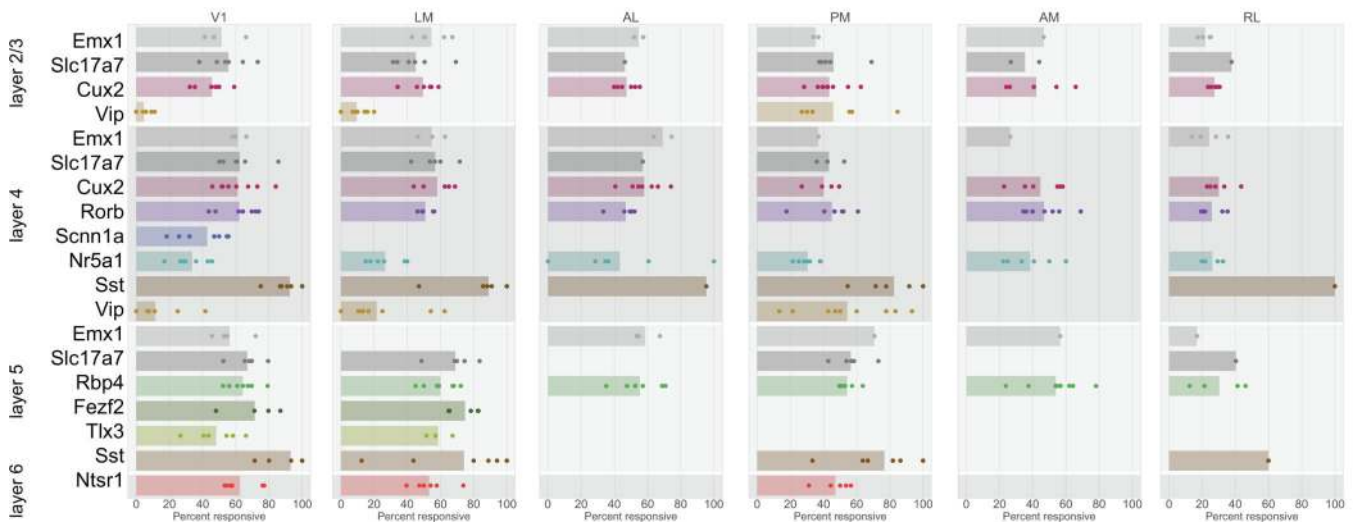 V1 LM AL PM AM RL
layer 2/3
Emx1
Slc17a7
Cux2
Vip
layer 4
Emx1
Slc17a7
Cux2
Rorb
Scnn1a
Nr5a1
Sst
Vip
layer 5
Emx1
Slc17a7
Rbp4
Fezf2
Tlx3
Sst
layer 6
Ntsr1
0 20 40 60 80 100 0 20 40 60 80 100 0 20 40 60 80 100 0 20 40 60 80 100 0 20 40 60 80 100 0 20 40 60 80 100
Percent responsive Percent responsive Percent responsive Percent responsive Percent responsive Percent responsive